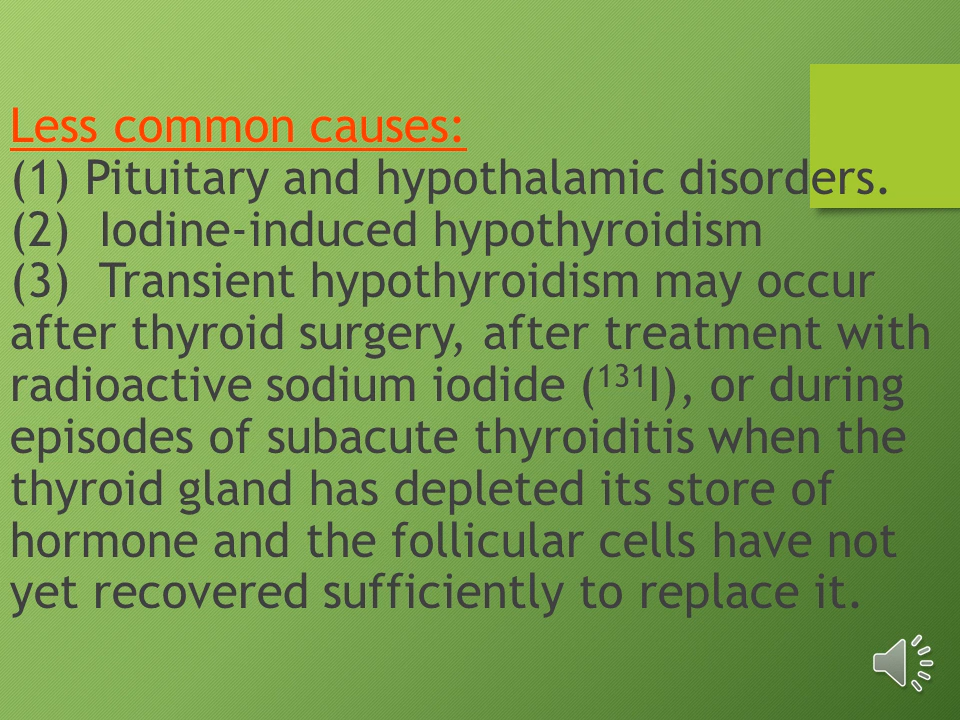 Less common causes:
(1) Pituitary and hypothalamic disorders.
(2)  Iodine-induced hypothyroidism
(3)  Transient hypothyroidism may occur
after thyroid surgery, after treatment with
radioactive sodium iodide (¹³¹I), or during
episodes of subacute thyroiditis when the
thyroid gland has depleted its store of
hormone and the follicular cells have not
yet recovered sufficiently to replace it.